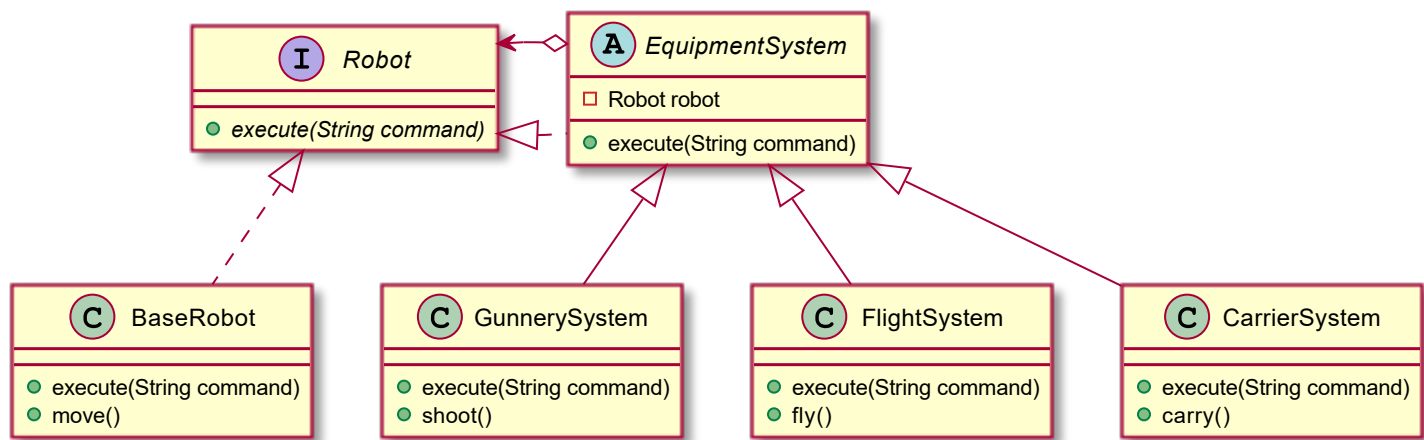 I Robot
execute(String command)
A EquipmentSystem
Robot robot
execute(String command)
C BaseRobot
execute(String command)
move()
C GunnerySystem
execute(String command)
shoot()
C FlightSystem
execute(String command)
fly()
C CarrierSystem
execute(String command)
carry()